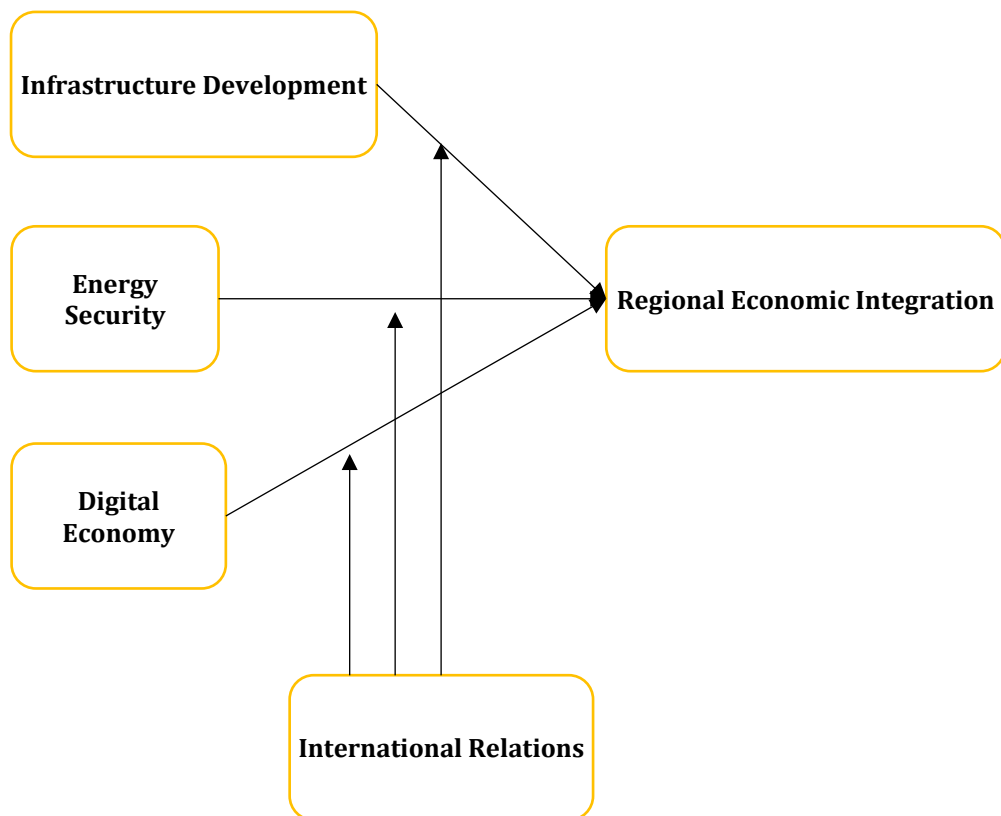 Infrastructure Development
Energy
Security
Regional Economic Integration
Digital
Economy
International Relations